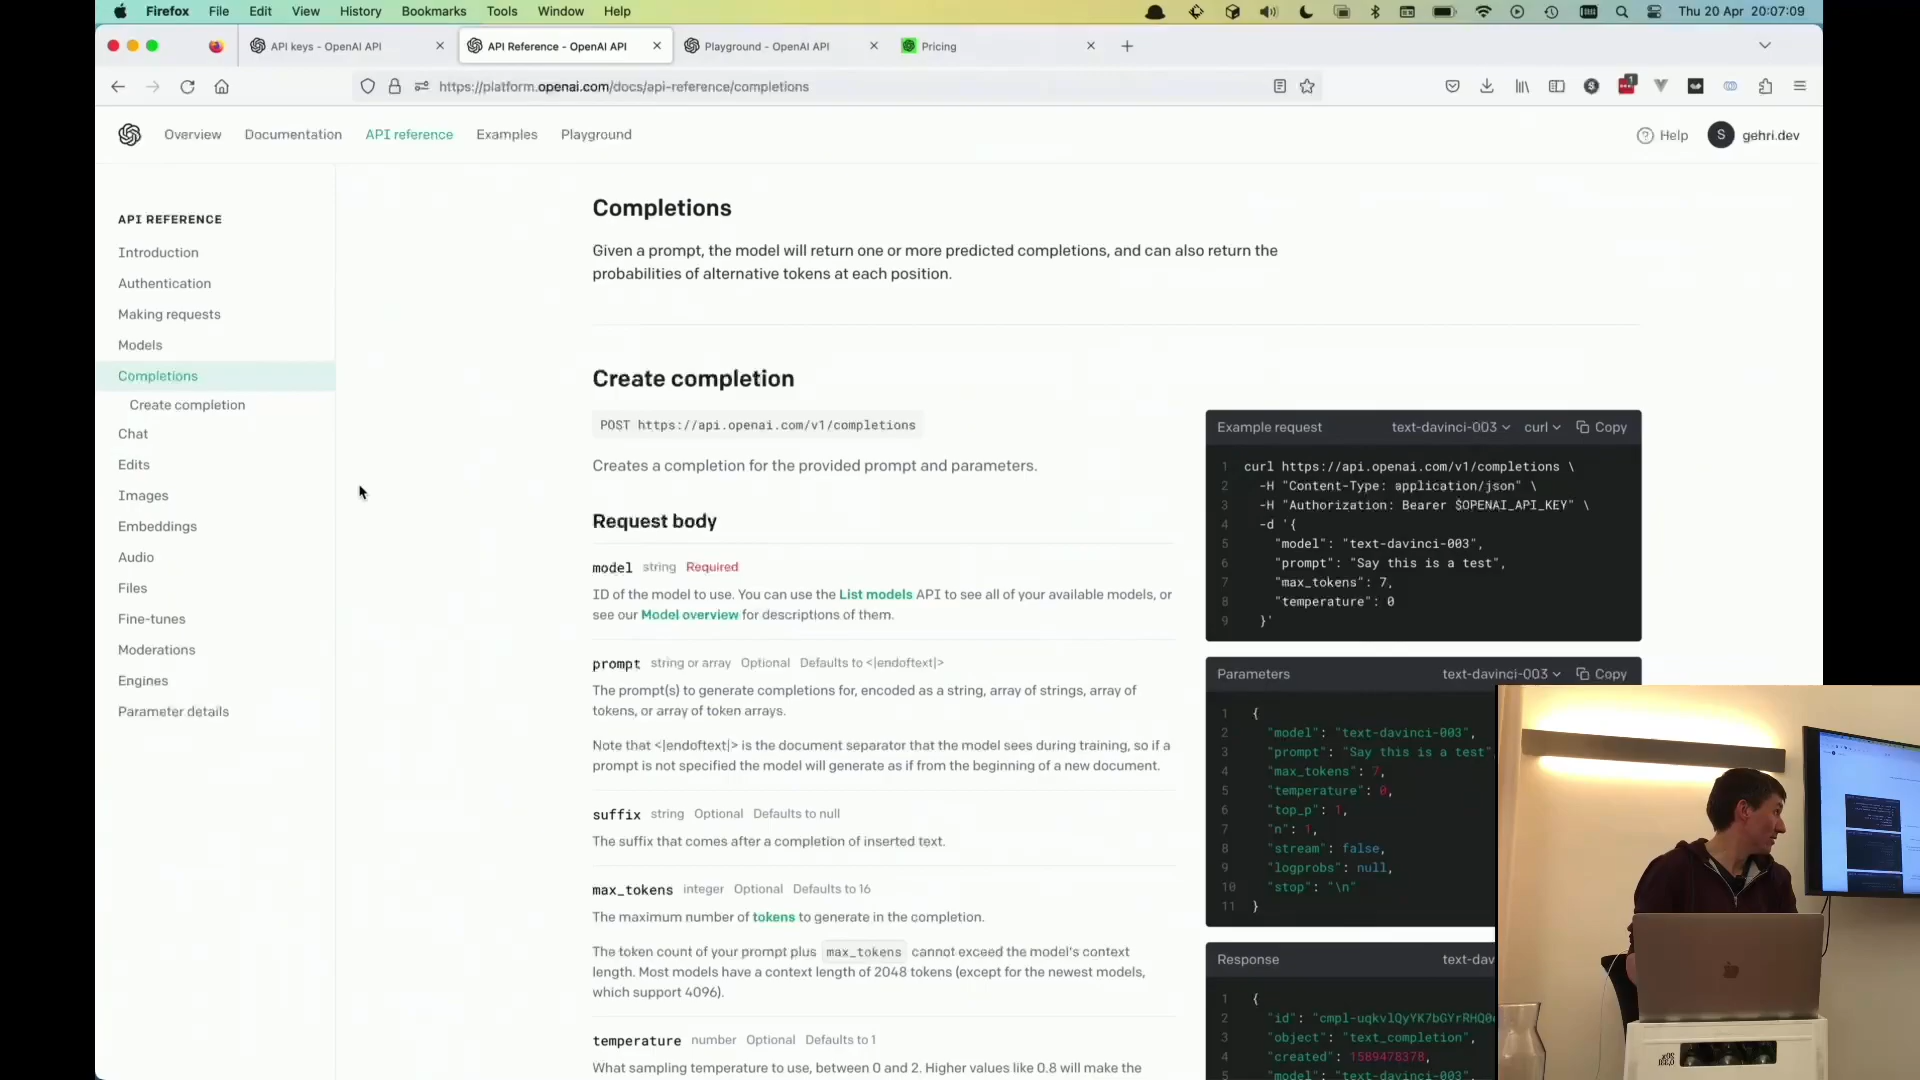 Firefox File Edit View History Bookmarks Tools Window Help
Thu 20 Apr 20:07:09
API keys - OpenAI API
API Reference - OpenAI API
Playground - OpenAI API
Pricing
https://platform.openai.com/docs/api-reference/completions
Overview Documentation API reference Examples Playground
Help
S gehri.dev
API REFERENCE
Introduction
Authentication
Making requests
Models
Completions
Create completion
Chat
Edits
Images
Embeddings
Audio
Files
Fine-tunes
Moderations
Engines
Parameter details
Completions
Given a prompt, the model will return one or more predicted completions, and can also return the
probabilities of alternative tokens at each position.
Create completion
POST https://api.openai.com/v1/completions
Creates a completion for the provided prompt and parameters.
Request body
model string Required
ID of the model to use. You can use the List models API to see all of your available models, or
see our Model overview for descriptions of them.
prompt string or array Optional Defaults to <|endoftext|>
The prompt(s) to generate completions for, encoded as a string, array of strings, array of
tokens, or array of token arrays.
Note that <|endoftext|> is the document separator that the model sees during training, so if a
prompt is not specified the model will generate as if from the beginning of a new document.
suffix string Optional Defaults to null
The suffix that comes after a completion of inserted text.
max_tokens integer Optional Defaults to 16
The maximum number of tokens to generate in the completion.
The token count of your prompt plus max_tokens cannot exceed the model's context
length. Most models have a context length of 2048 tokens (except for the newest models,
which support 4096).
temperature number Optional Defaults to 1
What sampling temperature to use, between 0 and 2. Higher values like 0.8 will make the
Example request text-davinci-003 curl Copy
1 curl https://api.openai.com/v1/completions \
2 -H "Content-Type: application/json" \
3 -H "Authorization: Bearer $OPENAI_API_KEY" \
4 -d '{
5 "model": "text-davinci-003",
6 "prompt": "Say this is a test",
7 "max_tokens": 7,
8 "temperature": 0
9 }'
Parameters text-davinci-003 Copy
1 {
2 "model": "text-davinci-003",
3 "prompt": "Say this is a test"
4 "max_tokens": 7,
5 "temperature": 0,
6 "top_p": 1,
7 "n": 1,
8 "stream": false,
9 "logprobs": null,
10 "stop": "\n"
11 }
Response text-dav
1 {
2 "id": "cmpl-uqkvlQyYK7bGYrRHQ0
3 "object": "text_completion",
4 "created": 1589478378,
5 "model": "text-davinci-003",